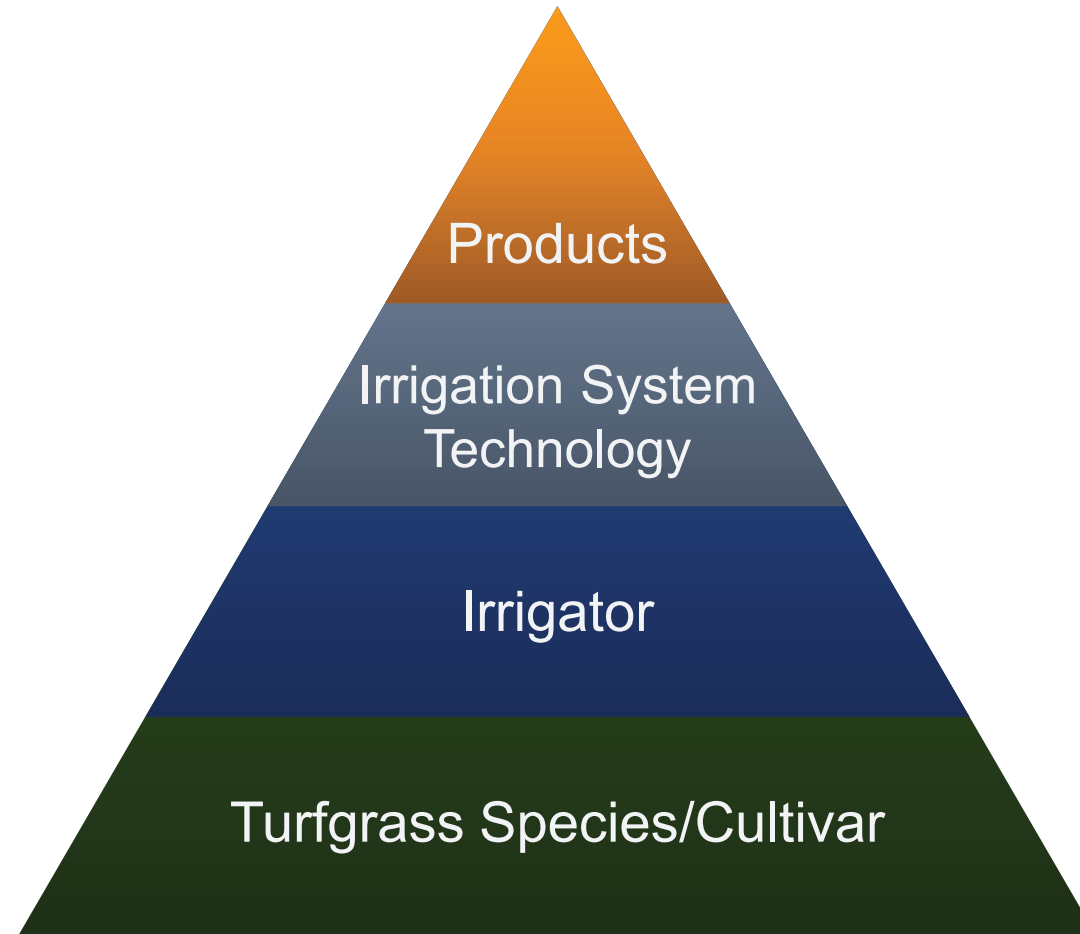 Products
Irrigation System
Technology
Irrigator
Turfgrass Species/Cultivar